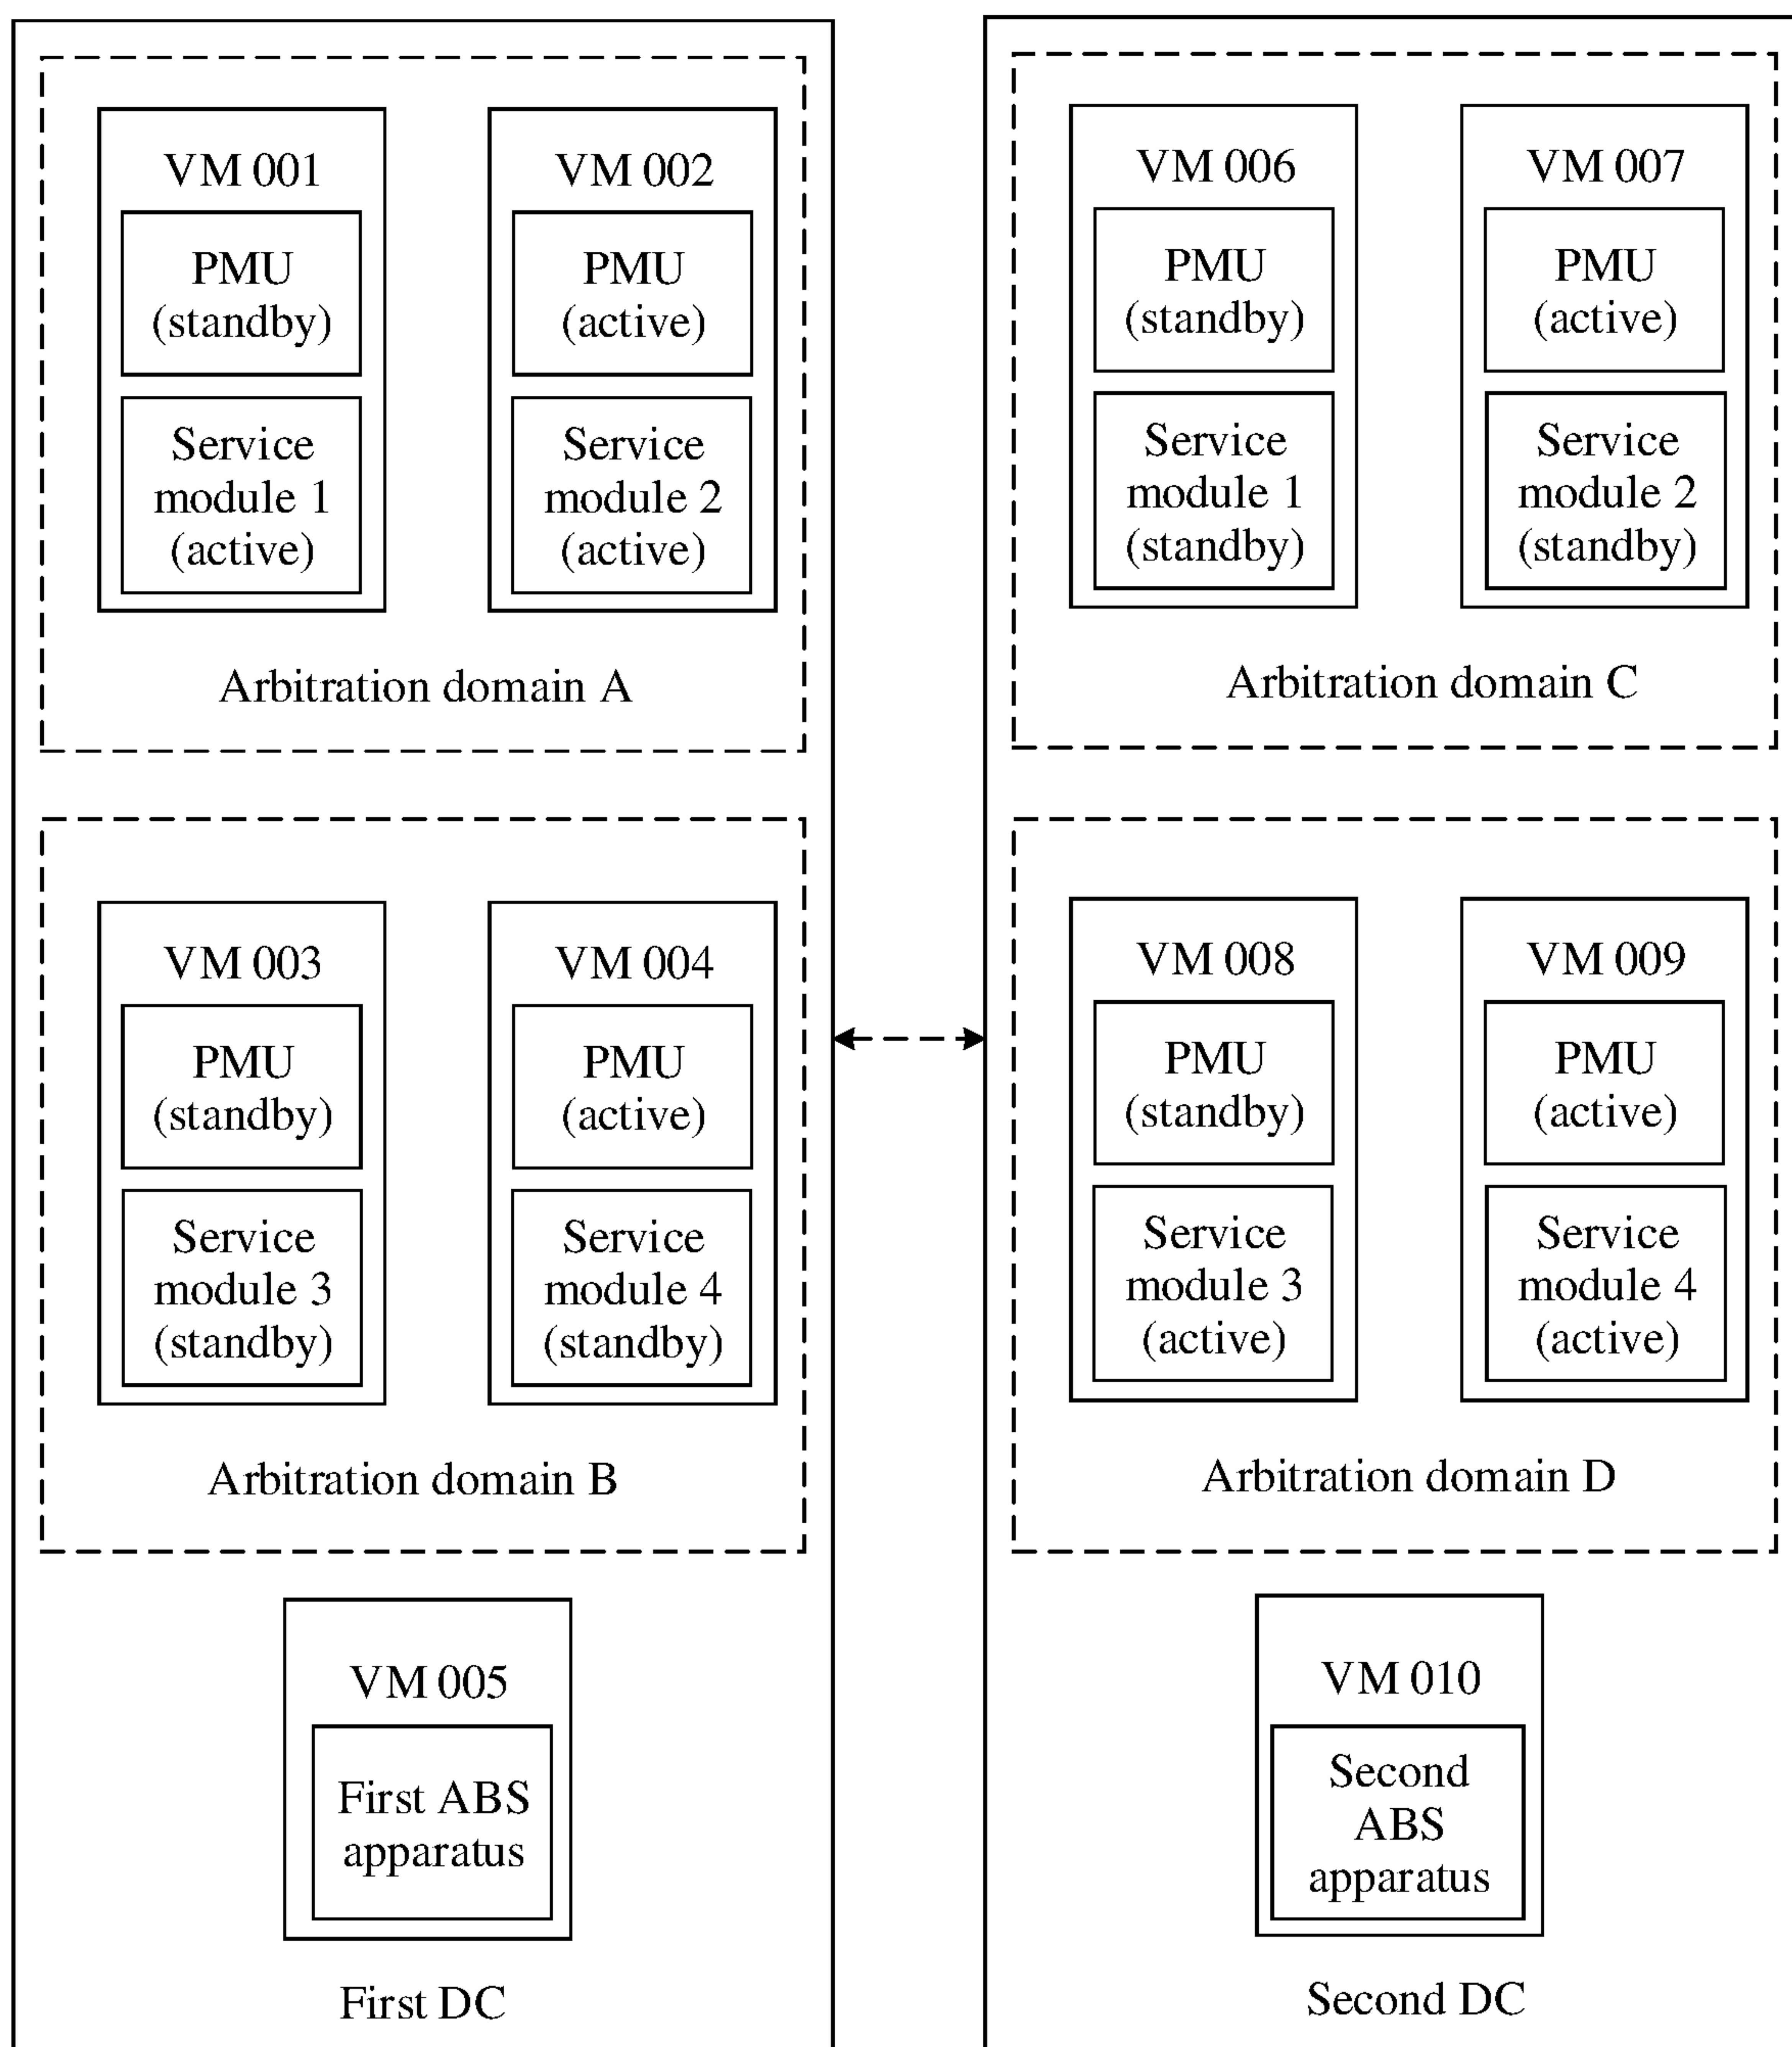 VM 001
PMU
(standby)
Service
module 1
(active)
VM 002
PMU
(active)
Service
module 2
(active)
Arbitration domain A
VM 003
PMU
(standby)
Service
module 3
(standby)
VM 004
PMU
(active)
Service
module 4
(standby)
Arbitration domain B
VM 005
First ABS
apparatus
First DC
VM 006
PMU
(standby)
Service
module 1
(standby)
VM 007
PMU
(active)
Service
module 2
(standby)
Arbitration domain C
VM 008
PMU
(standby)
Service
module 3
(active)
VM 009
PMU
(active)
Service
module 4
(active)
Arbitration domain D
VM 010
Second
ABS
apparatus
Second DC